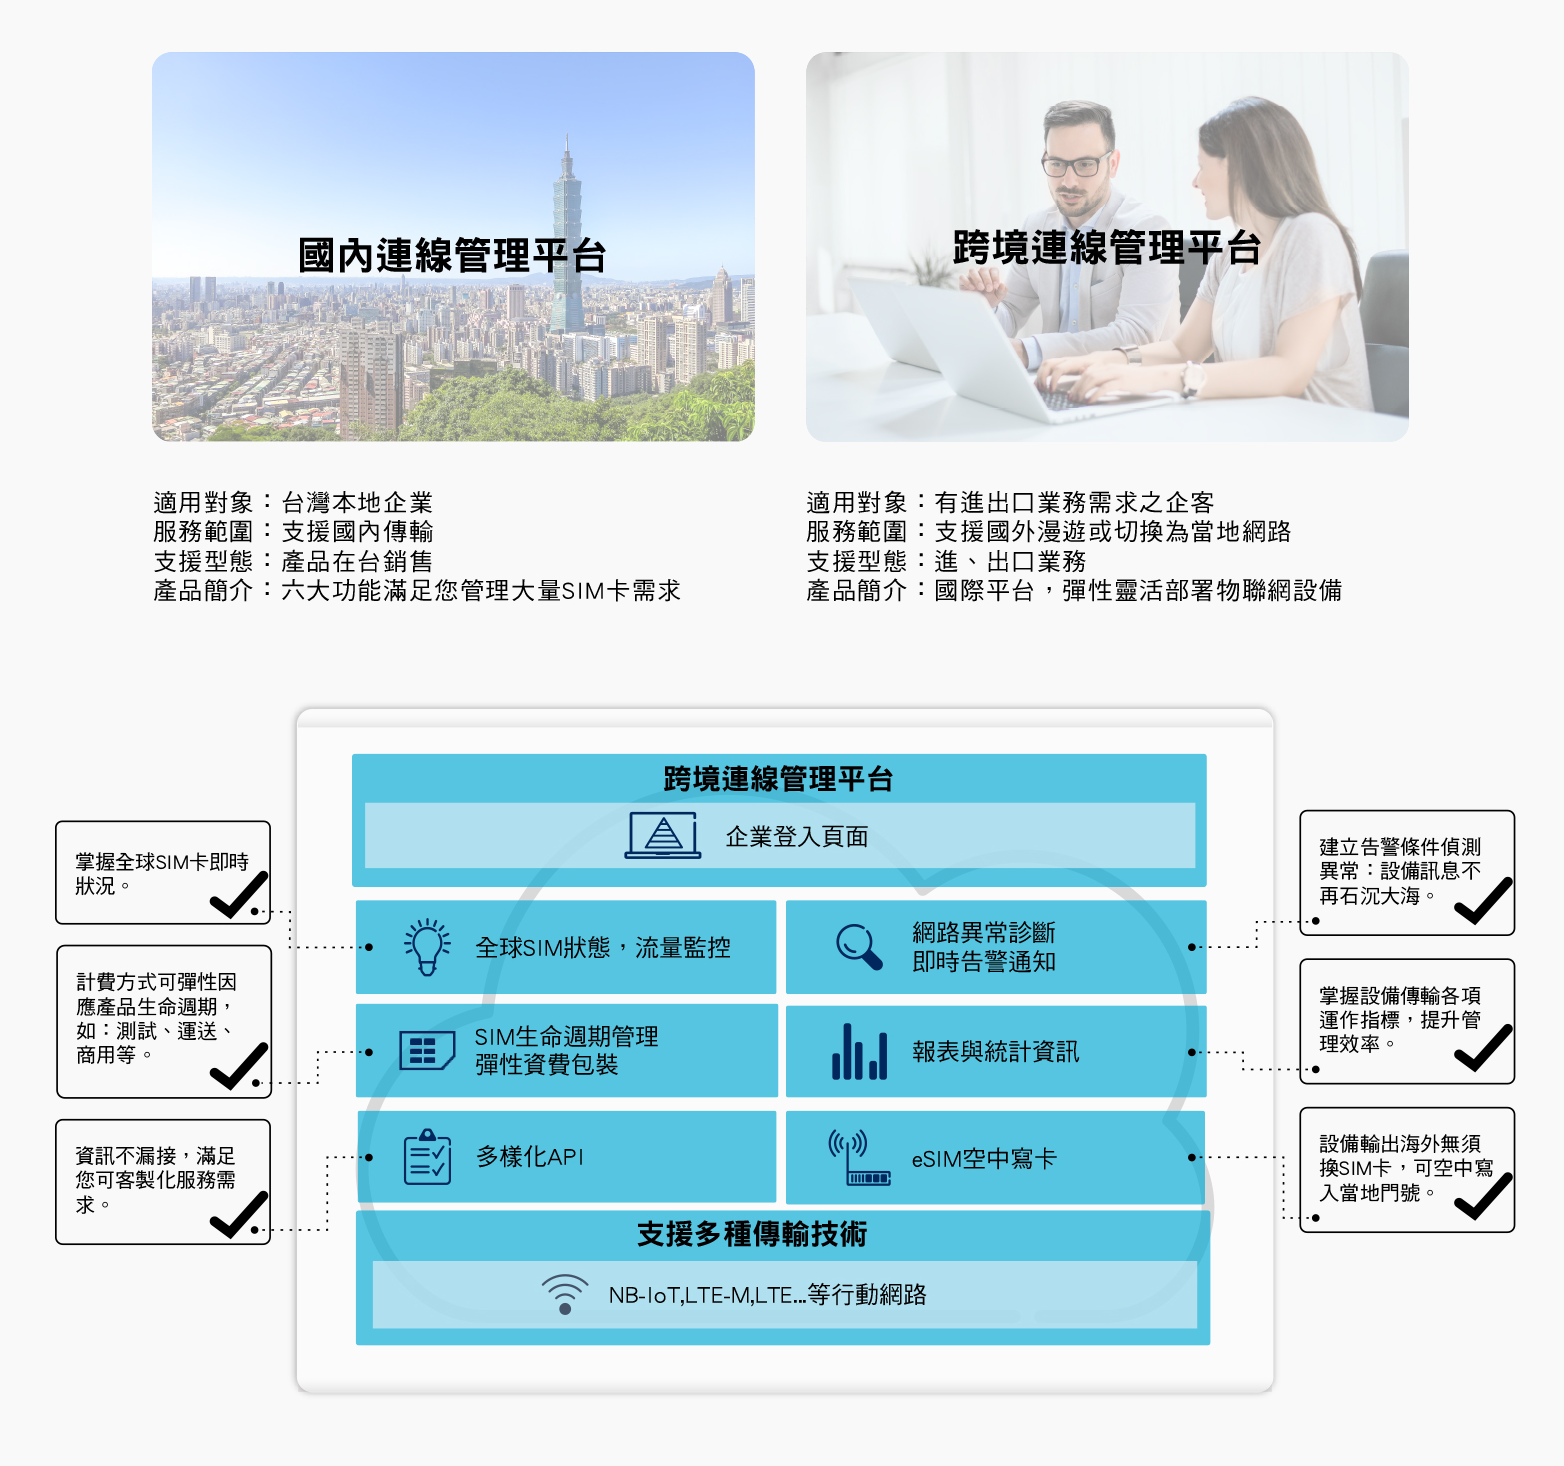 國內連線管理平台
適用對象：台灣本地企業
服務範圍：支援國內傳輸
支援型態：產品在台銷售
產品簡介：六大功能滿足您管理大量SIM卡需求
跨境連線管理平台
適用對象：有進出口業務需求之企客
服務範圍：支援國外漫遊或切換為當地網路
支援型態：進、出口業務
產品簡介：國際平台，彈性靈活部署物聯網設備
跨境連線管理平台
企業登入頁面
掌握全球SIM卡即時
狀況。
全球SIM狀態，流量監控
網路異常診斷
即時告警通知
建立告警條件偵測
異常：設備訊息不
再石沉大海。
計費方式可彈性因
應產品生命週期，
如：測試、運送、
商用等。
SIM生命週期管理
彈性資費包裝
報表與統計資訊
掌握設備傳輸各項
運作指標，提升管
理效率。
資訊不漏接，滿足
您可客製化服務需
求。
多樣化API
eSIM空中寫卡
設備輸出海外無須
換SIM卡，可空中寫
入當地門號。
支援多種傳輸技術
NB-IoT,LTE-M,LTE...等行動網路